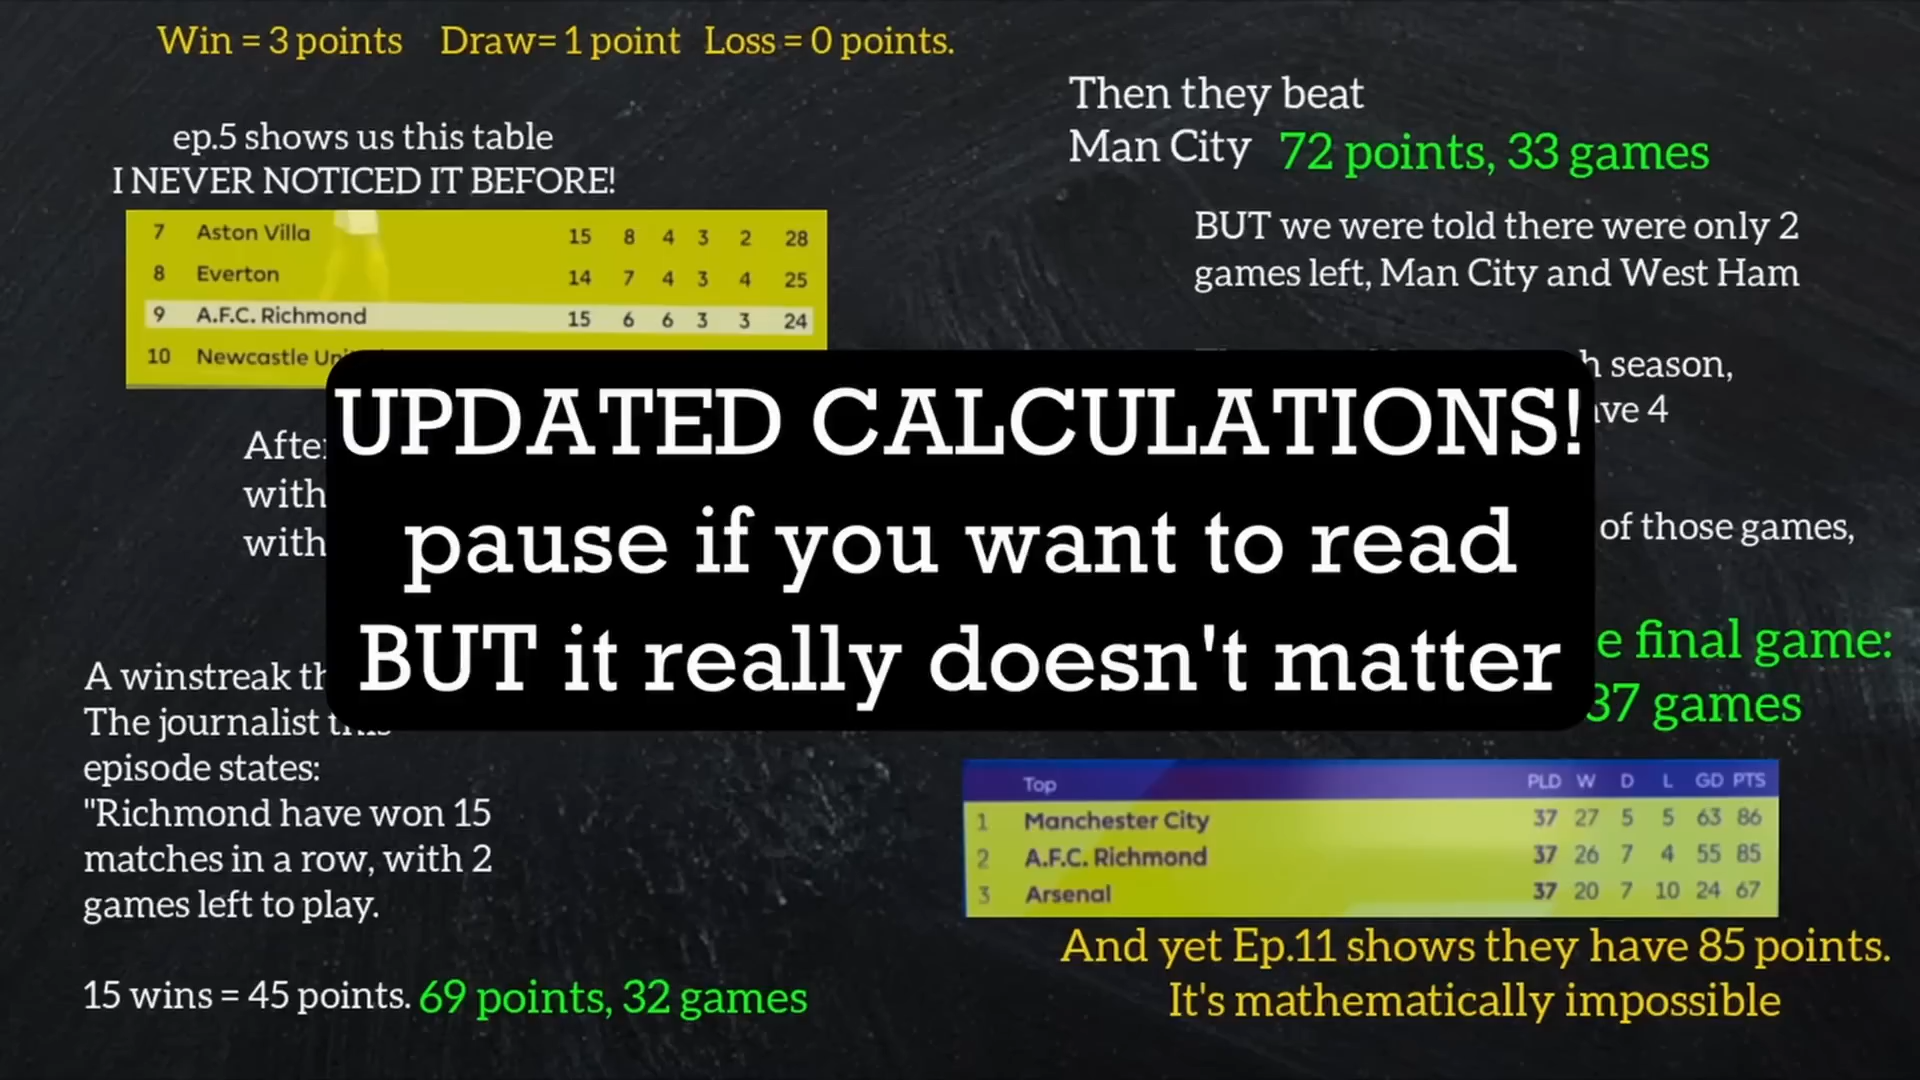 Win = 3 points Draw= 1 point Loss = 0 points.
ep.5 shows us this table
I NEVER NOTICED IT BEFORE!
7 Aston Villa 15 8 4 3 2 28
8 Everton 14 7 4 3 4 25
9 A.F.C. Richmond 15 6 6 3 3 24
10 Newcastle
with
with
A winstreak
The journalist
episode states:
"Richmond have won 15
matches in a row, with 2
games left to play.
15 wins = 45 points. 69 points, 32 games
Then they beat
Man City 72 points, 33 games
BUT we were told there were only 2
games left, Man City and West Ham
season,
4
of those games,
final game:
37 games
UPDATED CALCULATIONS!
pause if you want to read
BUT it really doesn't matter
Top PLD W D L GD PTS
1 Manchester City 37 27 5 5 63 86
2 A.F.C. Richmond 37 26 7 4 55 85
3 Arsenal 37 20 7 10 24 67
And yet Ep.11 shows they have 85 points.
It's mathematically impossible